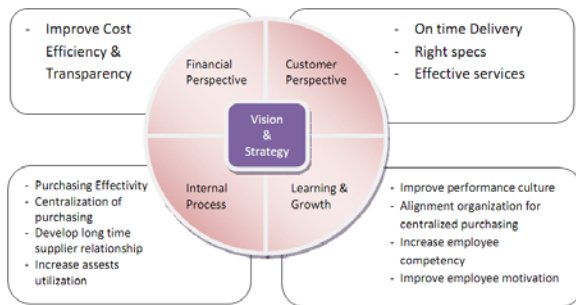 - Improve Cost
Efficiency &
Transparency
- On time Delivery
- Right specs
- Effective services
Financial
Perspective
Customer
Perspective
Vision
&
Strategy
Internal
Process
Learning &
Growth
- Purchasing Effectivity
- Centralization of
purchasing
- Develop long time
supplier relationship
- Increase assests
utilization
- Improve performance culture
- Alignment organization for
centralized purchasing
- Increase employee
competency
- Improve employee motivation